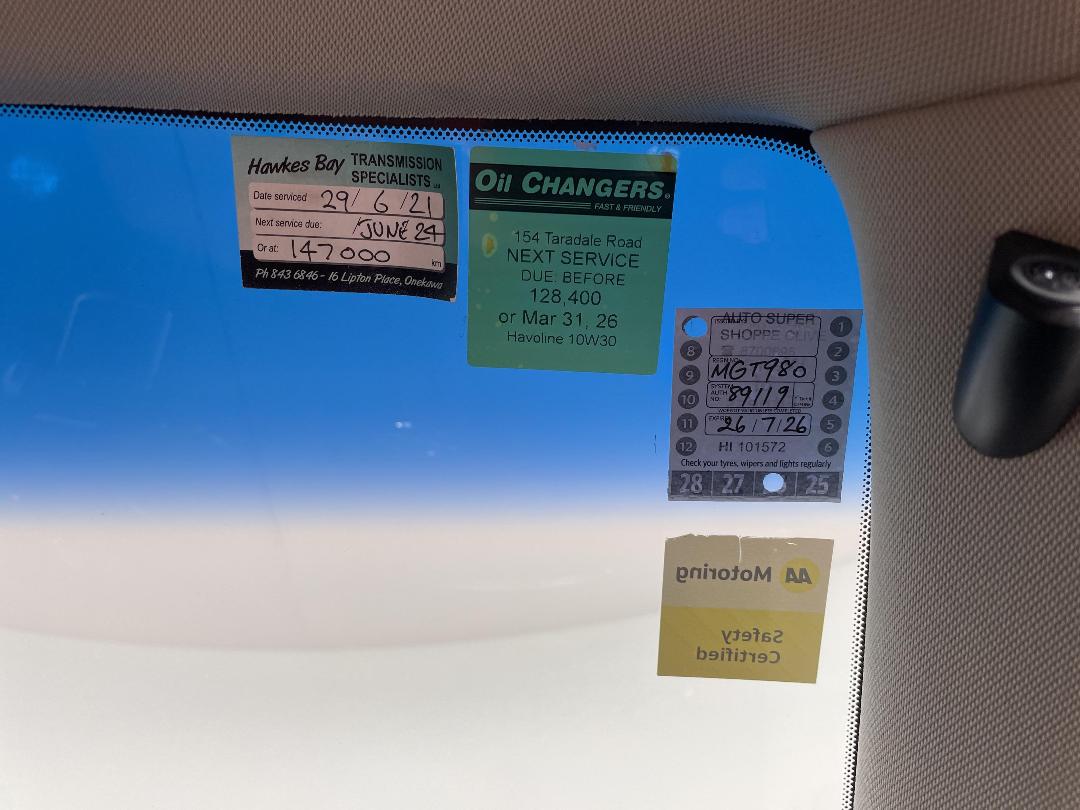 Hawkes Bay TRANSMISSION
SPECIALISTS
Date serviced 29/6/21
Next service due: /JUNE 24
Or at: 147000 km
Ph 843 6846 - 16 Lipton Place, Onekawa
Oil CHANGERS®
FAST & FRIENDLY
154 Taradale Road
NEXT SERVICE
DUE: BEFORE
128,400
or Mar 31, 26
Havoline 10W30
AUTO SUPER
SHOPPE CLIVE
1
8
2
9
MGT980
3
10
SYSTEM AUTH NO:
89119
4
11
26/7/26
5
12
HI 101572
6
Check your tyres, wipers and lights regularly
28 27 25
AA Motoring
Safety
Certified